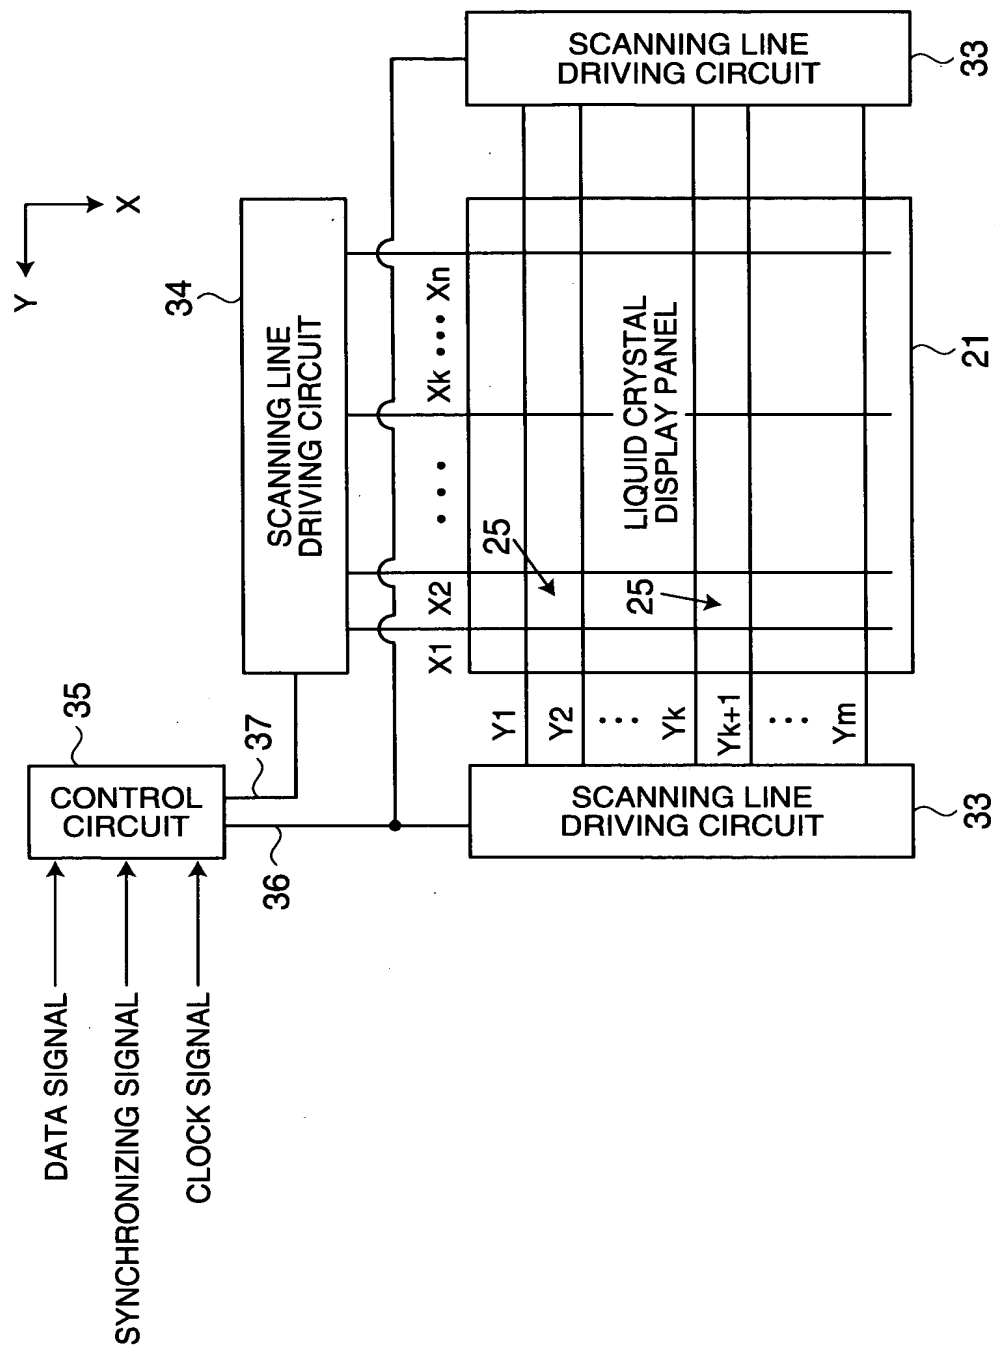 SCANNING LINE
DRIVING CIRCUIT
33
X
Y
34
SCANNING LINE
DRIVING CIRCUIT
X1
X2
• • •
Xk
• • •
Xn
LIQUID CRYSTAL
DISPLAY PANEL
25
25
21
35
CONTROL
CIRCUIT
37
36
Y1
Y2
• • •
Yk
Yk+1
• • •
Ym
SCANNING LINE
DRIVING CIRCUIT
33
DATA SIGNAL
SYNCHRONIZING SIGNAL
CLOCK SIGNAL